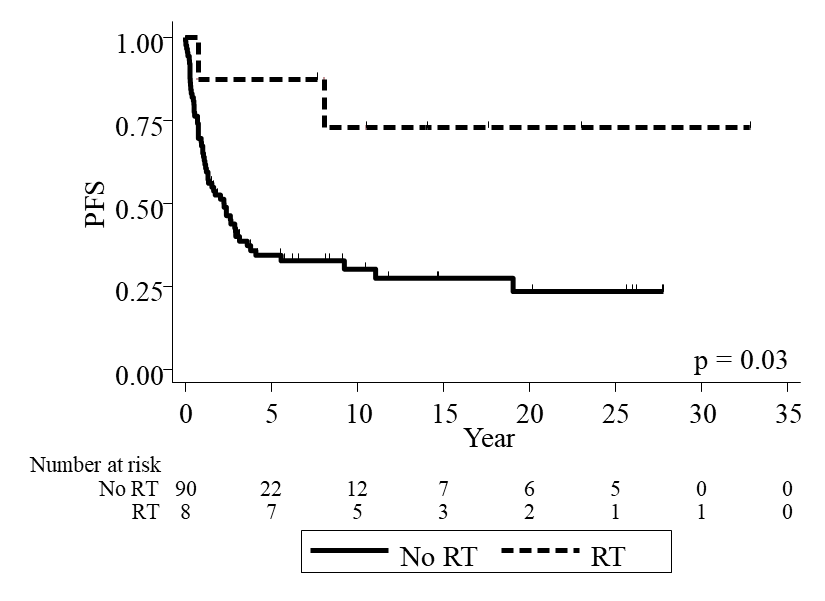 1.00
0.75
0.50
0.25
0.00
PFS
p = 0.03
0 5 10 15 20 25 30 35
Year
Number at risk
No RT 90 22 12 7 6 5 0 0
RT 8 7 5 3 2 1 1 0
No RT RT